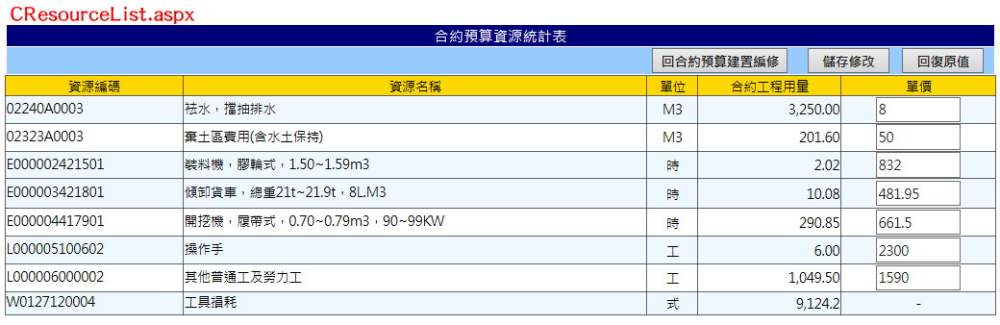 CResourceList.aspx
合約預算資源統計表
回合約預算建置編修 儲存修改 回復原值
資源編碼 資源名稱 單位 合約工程用量 單價
02240A0003 袪水，擋抽排水 M3 3,250.00 8
02323A0003 棄土區費用(含水土保持) M3 201.60 50
E000002421501 裝料機，膠輪式，1.50~1.59m3 時 2.02 832
E000003421801 傾卸貨車，總重21t~21.9t，8L.M3 時 10.08 481.95
E000004417901 開挖機，履帶式，0.70~0.79m3，90~99KW 時 290.85 661.5
L000005100602 操作手 工 6.00 2300
L000006000002 其他普通工及勞力工 工 1,049.50 1590
W0127120004 工具損耗 式 9,124.2 -